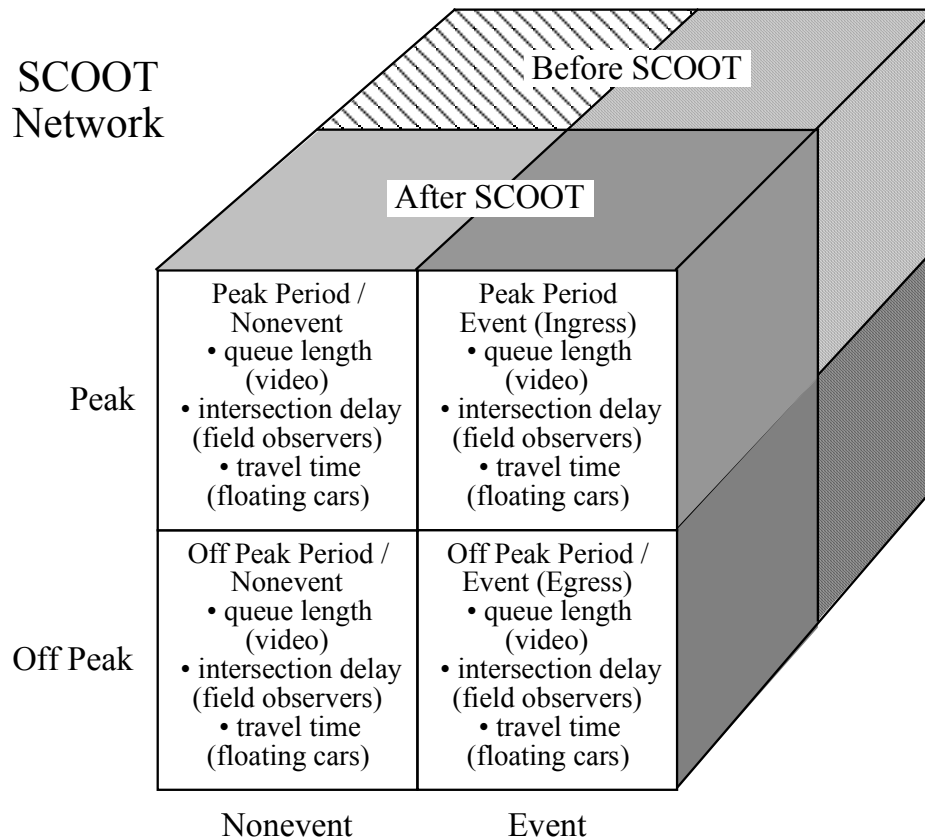 SCOOT
Network
Before SCOOT
After SCOOT
Peak
Peak Period /
Nonevent
• queue length
(video)
• intersection delay
(field observers)
• travel time
(floating cars)
Peak Period
Event (Ingress)
• queue length
(video)
• intersection delay
(field observers)
• travel time
(floating cars)
Off Peak
Off Peak Period /
Nonevent
• queue length
(video)
• intersection delay
(field observers)
• travel time
(floating cars)
Off Peak Period /
Event (Egress)
• queue length
(video)
• intersection delay
(field observers)
• travel time
(floating cars)
Nonevent
Event